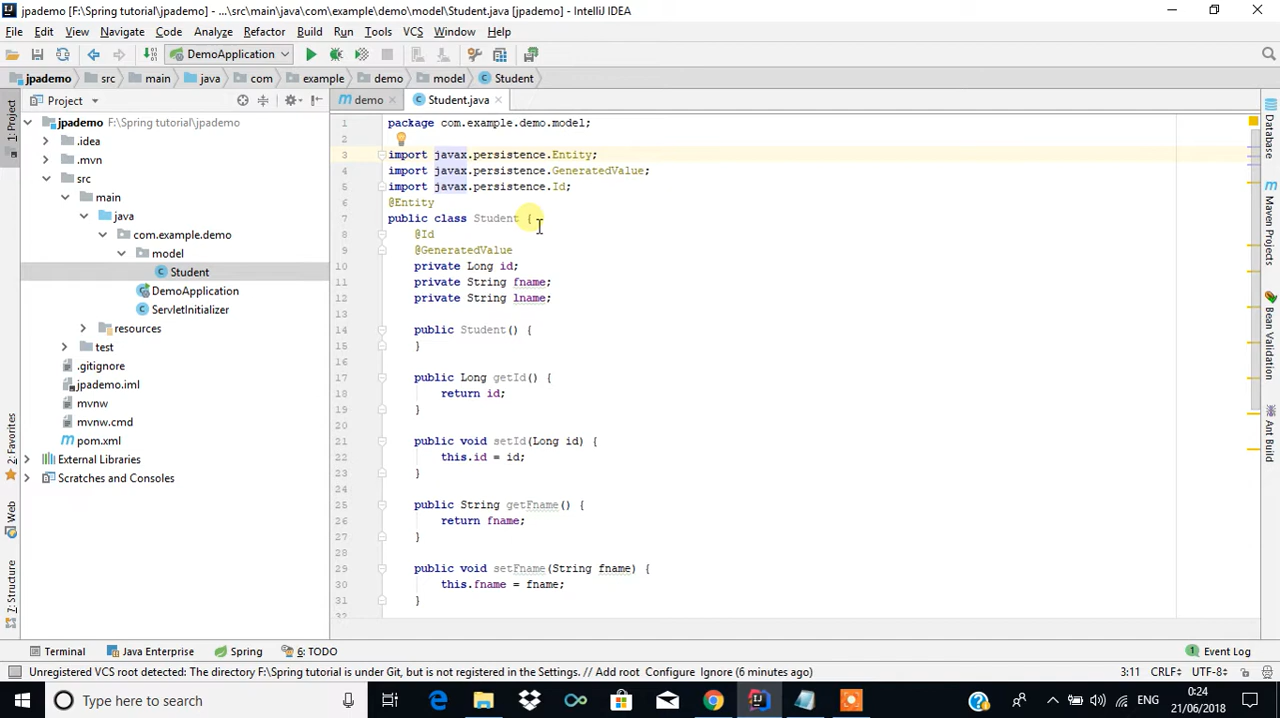 jpademo [F:\Spring tutorial\jpademo] - ...\src\main\java\com\example\demo\model\Student.java [jpademo] - IntelliJ IDEA
File Edit View Navigate Code Analyze Refactor Build Run Tools VCS Window Help
DemoApplication
jpademo src main java com example demo model Student
Project
demo Student.java
1: Project
2: Favorites
Web
7: Structure
jpademo F:\Spring tutorial\jpademo
.idea
.mvn
src
main
java
com.example.demo
model
Student
DemoApplication
ServletInitializer
resources
test
.gitignore
jpademo.iml
mvnw
mvnw.cmd
pom.xml
External Libraries
Scratches and Consoles
1 package com.example.demo.model;
2
3 import javax.persistence.Entity;
4 import javax.persistence.GeneratedValue;
5 import javax.persistence.Id;
6 @Entity
7 public class Student {
8 @Id
9 @GeneratedValue
10 private Long id;
11 private String fname;
12 private String lname;
13
14 public Student() {
15 }
16
17 public Long getId() {
18 return id;
19 }
20
21 public void setId(Long id) {
22 this.id = id;
23 }
24
25 public String getFname() {
26 return fname;
27 }
28
29 public void setFname(String fname) {
30 this.fname = fname;
31 }
32
Database
Maven Projects
Bean Validation
Ant Build
Terminal Java Enterprise Spring 6: TODO Event Log
Unregistered VCS root detected: The directory F:\Spring tutorial is under Git, but is not registered in the Settings. // Add root Configure Ignore (6 minutes ago) 3:11 CRLF UTF-8
Type here to search
ENG
0:24
21/06/2018